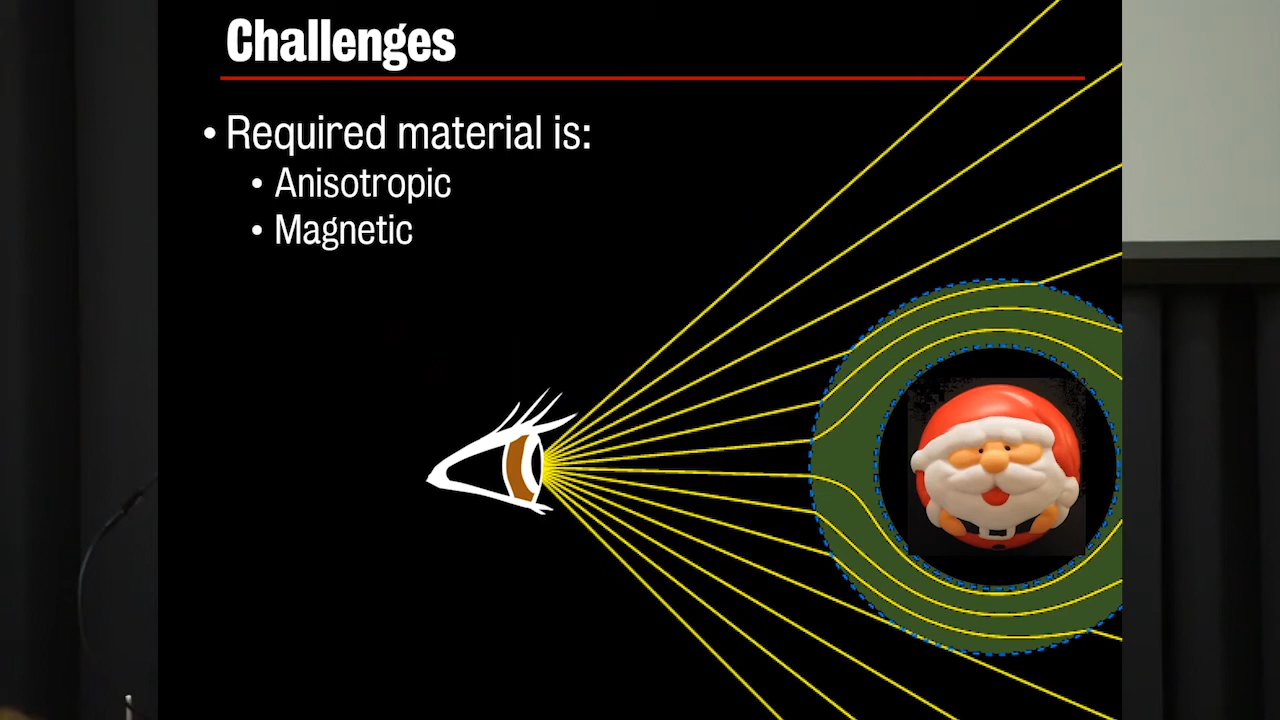 Challenges
• Required material is:
• Anisotropic
• Magnetic